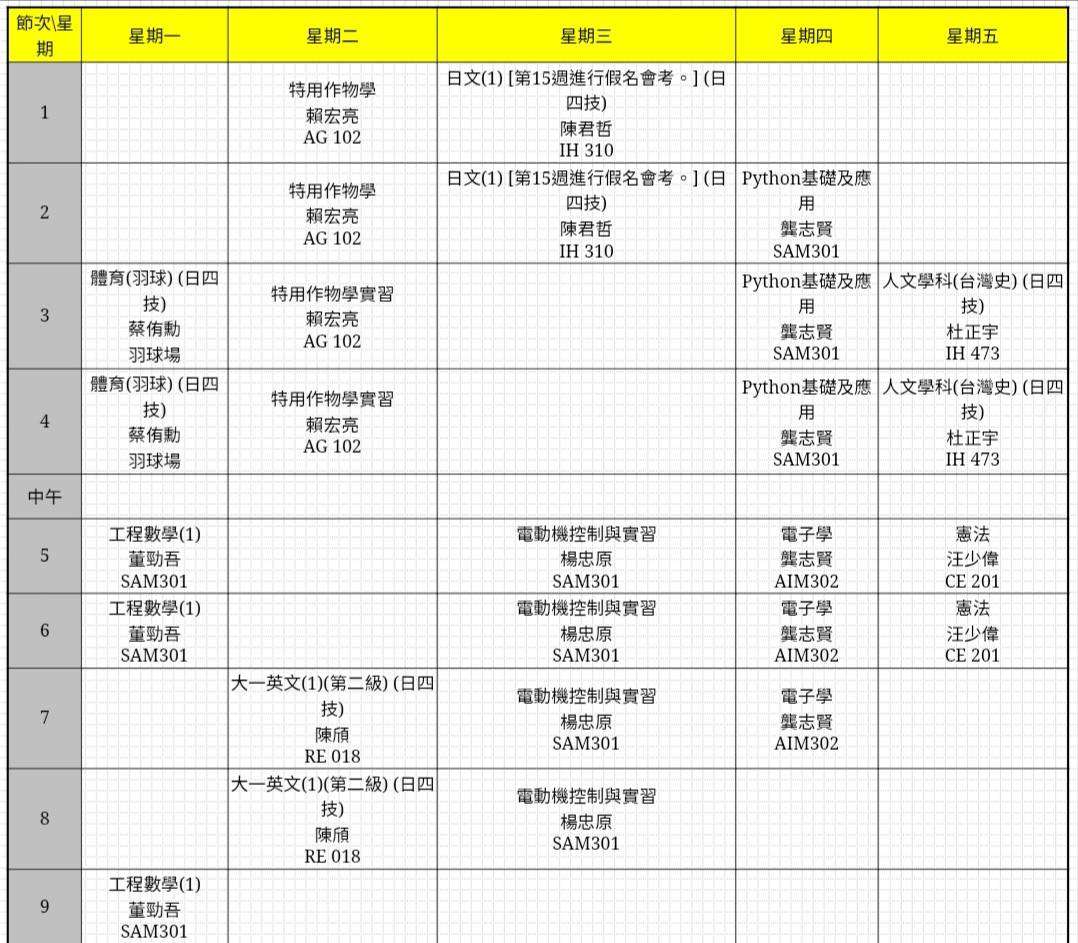 節次\星期
星期一
星期二
星期三
星期四
星期五
1
特用作物學
賴宏亮
AG 102
日文(1) [第15週進行假名會考。] (日
四技)
陳君哲
IH 310
2
特用作物學
賴宏亮
AG 102
日文(1) [第15週進行假名會考。] (日
四技)
陳君哲
IH 310
Python基礎及應
用
龔志賢
SAM301
3
體育(羽球) (日四
技)
蔡侑勳
羽球場
特用作物學實習
賴宏亮
AG 102
Python基礎及應
用
龔志賢
SAM301
人文學科(台灣史) (日四
技)
杜正宇
IH 473
4
體育(羽球) (日四
技)
蔡侑勳
羽球場
特用作物學實習
賴宏亮
AG 102
Python基礎及應
用
龔志賢
SAM301
人文學科(台灣史) (日四
技)
杜正宇
IH 473
中午
5
工程數學(1)
董勁吾
SAM301
電動機控制與實習
楊忠原
SAM301
電子學
龔志賢
AIM302
憲法
汪少偉
CE 201
6
工程數學(1)
董勁吾
SAM301
電動機控制與實習
楊忠原
SAM301
電子學
龔志賢
AIM302
憲法
汪少偉
CE 201
7
大一英文(1)(第二級) (日四
技)
陳頎
RE 018
電動機控制與實習
楊忠原
SAM301
電子學
龔志賢
AIM302
8
大一英文(1)(第二級) (日四
技)
陳頎
RE 018
電動機控制與實習
楊忠原
SAM301
9
工程數學(1)
董勁吾
SAM301